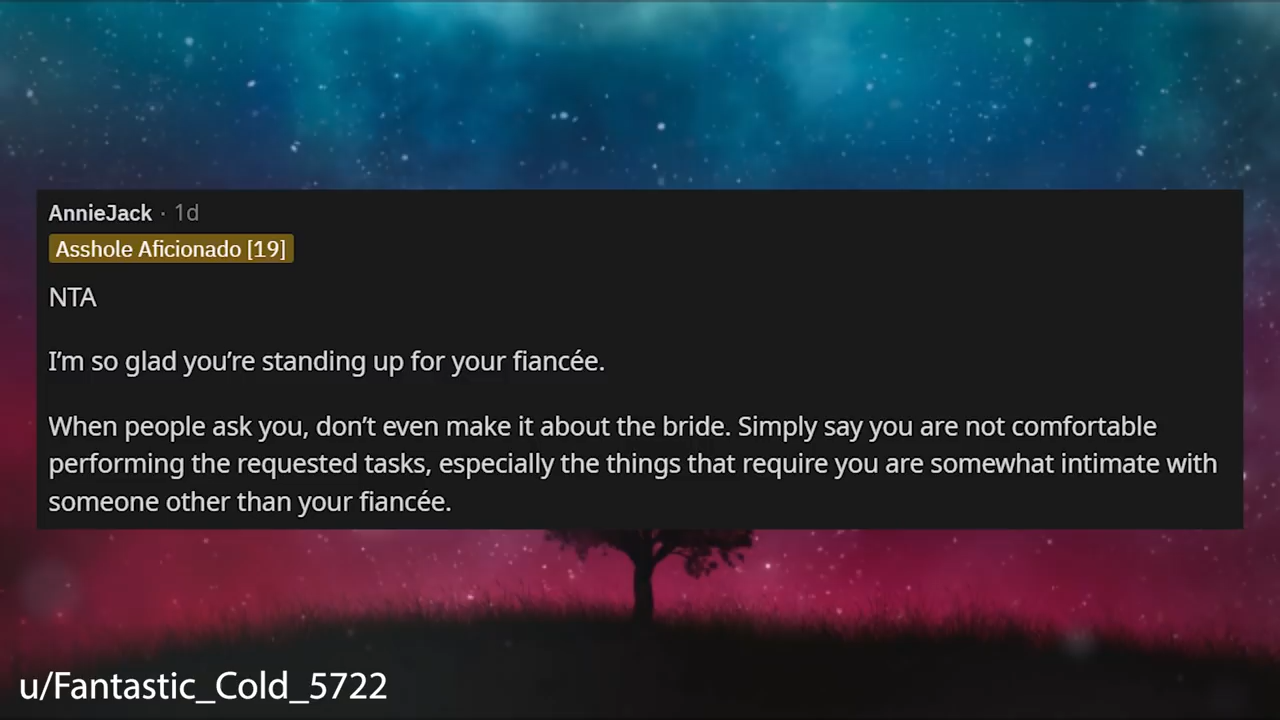 AnnieJack · 1d
Asshole Aficionado [19]
NTA
I’m so glad you’re standing up for your fiancée.
When people ask you, don’t even make it about the bride. Simply say you are not comfortable
performing the requested tasks, especially the things that require you are somewhat intimate with
someone other than your fiancée.
u/Fantastic_Cold_5722